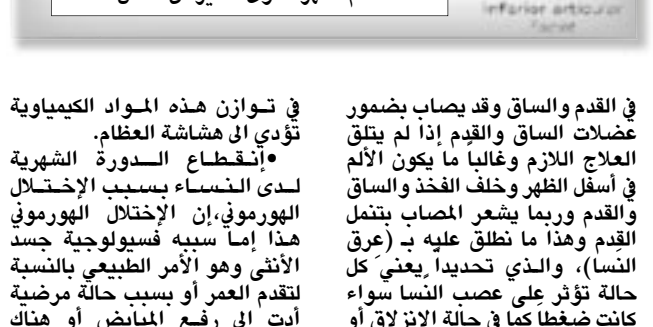 inferior articular
facet
في القدم والساق وقد يصاب بضمور
عضلات الساق والقدم إذا لم يتلق
العلاج اللازم وغالباً ما يكون الألم
في أسفل الظهر وخلف الفخذ والساق
والقدم وربما يشعر المصاب بتنمل
القدم وهذا ما نطلق عليه بـ (عرق
النسا)، والذي تحديداً يعني كل
حالة تؤثر على عصب النسا سواء
كانت ضغطا كما في حالة الانزلاق أو
في توازن هذه المواد الكيمياوية
تؤدي الى هشاشة العظام.
•إنقطاع الدورة الشهرية
لدى النساء بسبب الإختلال
الهورموني،إن الإختلال الهورموني
هذا إما سببه فسيولوجية جسد
الأنثى وهو الأمر الطبيعي بالنسبة
لتقدم العمر أو بسبب حالة مرضية
أدت الى رفع المبايض أو هناك